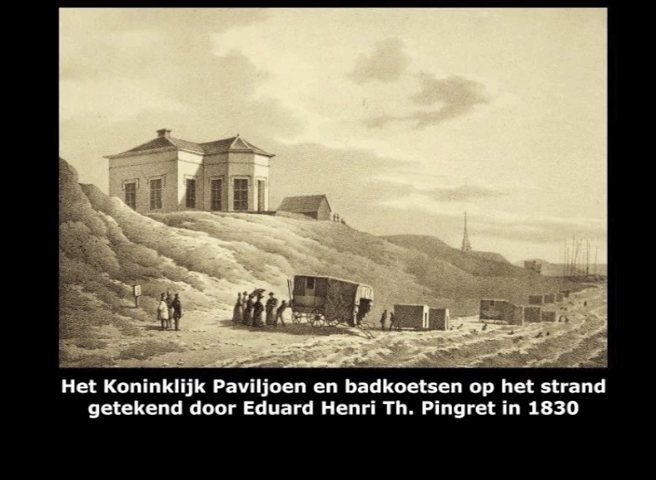 Het Koninklijk Paviljoen en badkoetsen op het strand
getekend door Eduard Henri Th. Pingret in 1830